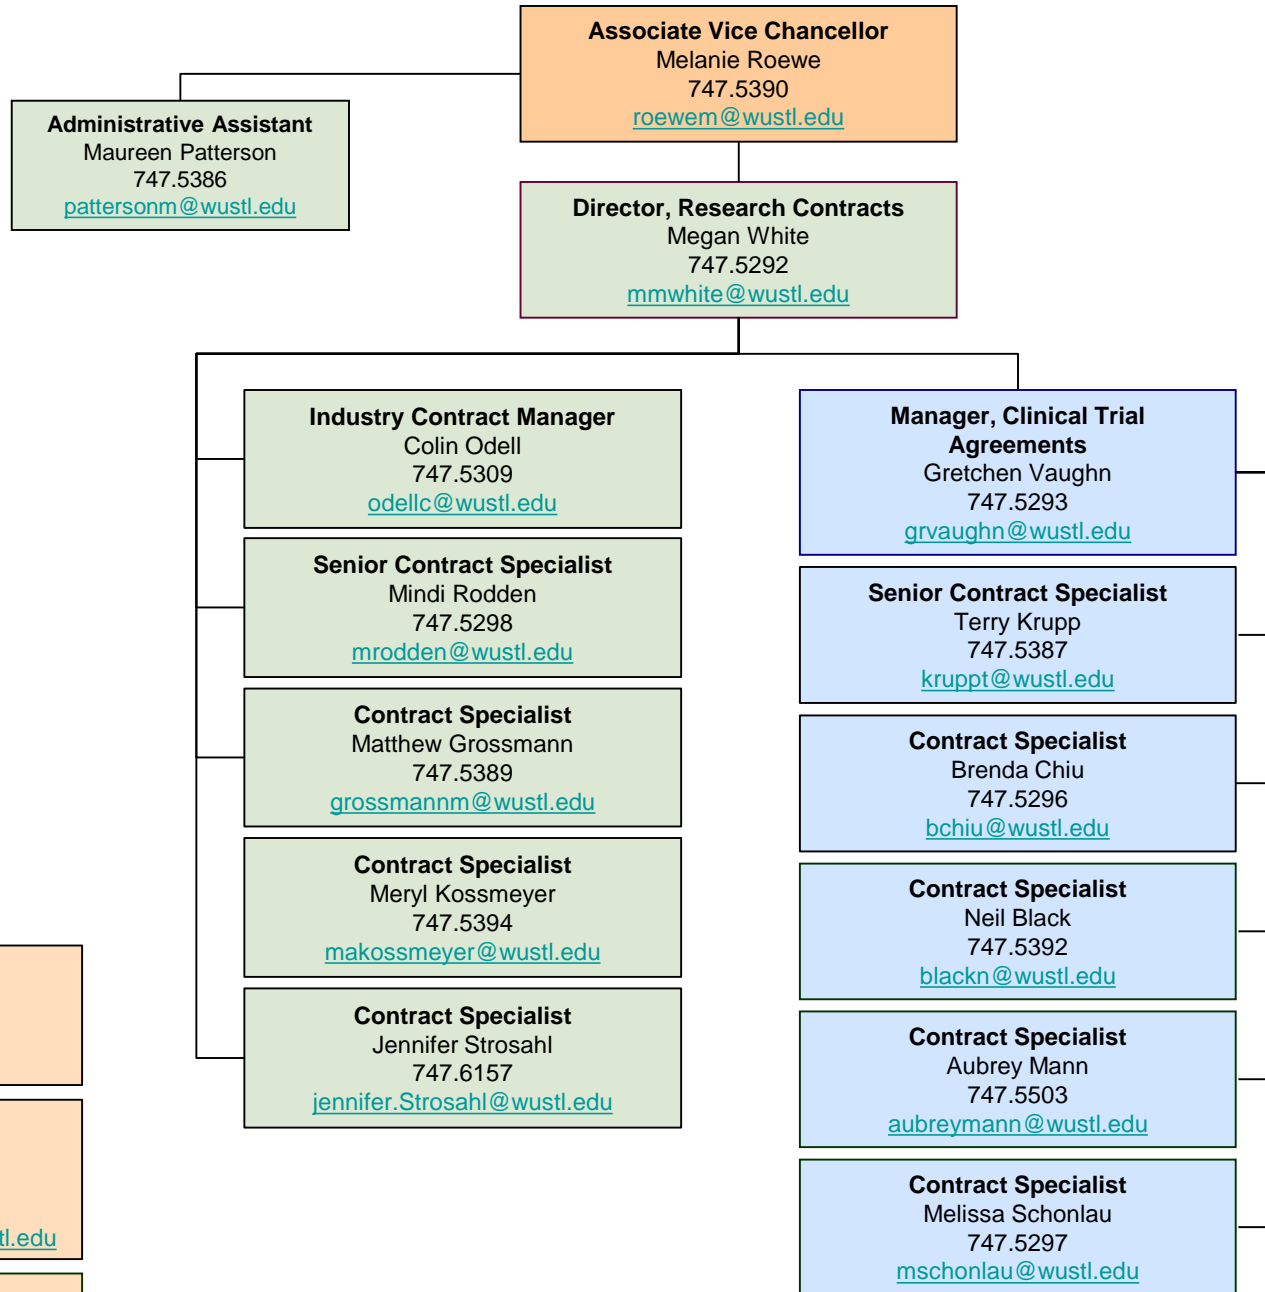 Associate Vice Chancellor
Melanie Roewe
747.5390
roewem@wustl.edu
Administrative Assistant
Maureen Patterson
747.5386
pattersonm@wustl.edu
Director, Research Contracts
Megan White
747.5292
mmwhite@wustl.edu
Industry Contract Manager
Colin Odell
747.5309
odellc@wustl.edu
Senior Contract Specialist
Mindi Rodden
747.5298
mrodden@wustl.edu
Contract Specialist
Matthew Grossmann
747.5389
grossmannm@wustl.edu
Contract Specialist
Meryl Kossmeyer
747.5394
makossmeyer@wustl.edu
Contract Specialist
Jennifer Strosahl
747.6157
jennifer.Strosahl@wustl.edu
Manager, Clinical Trial
Agreements
Gretchen Vaughn
747.5293
grvaughn@wustl.edu
Senior Contract Specialist
Terry Krupp
747.5387
kruppt@wustl.edu
Contract Specialist
Brenda Chiu
747.5296
bchiu@wustl.edu
Contract Specialist
Neil Black
747.5392
blackn@wustl.edu
Contract Specialist
Aubrey Mann
747.5503
aubreymann@wustl.edu
Contract Specialist
Melissa Schonlau
747.5297
mschonlau@wustl.edu
tl.edu